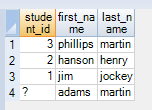 stude first_na last_n
nt_id me ame
1 3 phillips martin
2 2 hanson henry
3 1 jim jockey
4 ? adams martin